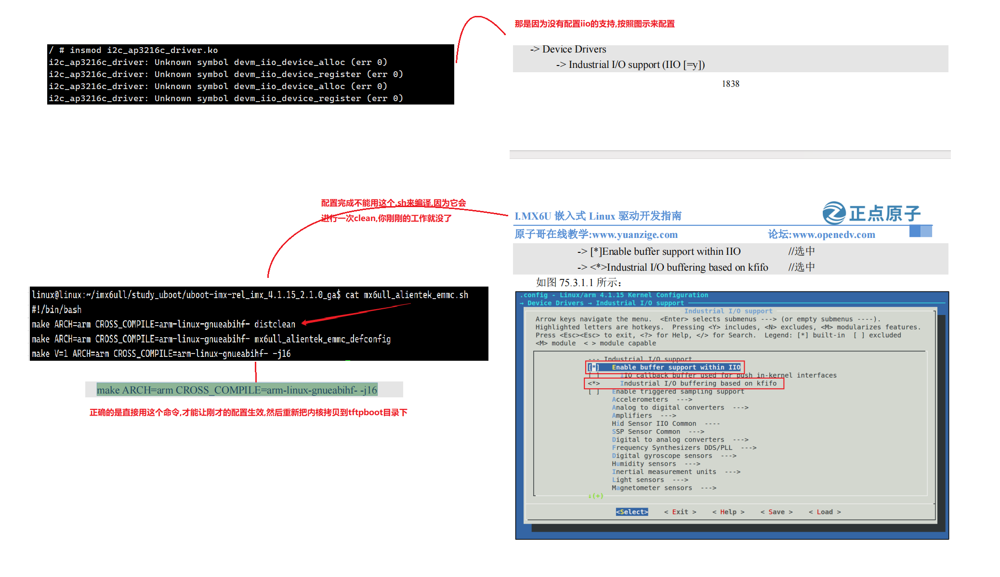 那是因为没有配置iio的支持,按照图示来配置
/ # insmod i2c_ap3216c_driver.ko
i2c_ap3216c_driver: Unknown symbol devm_iio_device_alloc (err 0)
i2c_ap3216c_driver: Unknown symbol devm_iio_device_register (err 0)
i2c_ap3216c_driver: Unknown symbol devm_iio_device_alloc (err 0)
i2c_ap3216c_driver: Unknown symbol devm_iio_device_register (err 0)
-> Device Drivers
-> Industrial I/O support (IIO [=y])
1838
配置完成不能用这个.sh来编译,因为它会
进行一次clean,你刚刚的工作就没了
linux@linux:~/imx6ull/study_uboot/uboot-imx-rel_imx_4.1.15_2.1.0_ga$ cat mx6ull_alientek_emmc.sh
#!/bin/bash
make ARCH=arm CROSS_COMPILE=arm-linux-gnueabihf- distclean
make ARCH=arm CROSS_COMPILE=arm-linux-gnueabihf- mx6ull_alientek_emmc_defconfig
make V=1 ARCH=arm CROSS_COMPILE=arm-linux-gnueabihf- -j16
make ARCH=arm CROSS_COMPILE=arm-linux-gnueabihf- -j16
正确的是直接用这个命令,才能让刚才的配置生效,然后重新把内核拷贝到tftpboot目录下
I.MX6U 嵌入式 Linux 驱动开发指南
正点原子
原子哥在线教学:www.yuanzige.com 论坛:www.openedv.com
-> [*]Enable buffer support within IIO //选中
-> <*>Industrial I/O buffering based on kfifo //选中
如图 75.3.1.1 所示：
.config - Linux/arm 4.1.15 Kernel Configuration
→ Device Drivers → Industrial I/O support
Industrial I/O support
Arrow keys navigate the menu. <Enter> selects submenus ---> (or empty submenus ----).
Highlighted letters are hotkeys. Pressing <Y> includes, <N> excludes, <M> modularizes features.
Press <Esc><Esc> to exit, <?> for Help, </> for Search. Legend: [*] built-in [ ] excluded
<M> module < > module capable
--- Industrial I/O support
[*] Enable buffer support within IIO
[ ] IIO callback buffer used for push in-kernel interfaces
<*> Industrial I/O buffering based on kfifo
[ ] Enable triggered sampling support
Accelerometers --->
Analog to digital converters --->
Amplifiers --->
Hid Sensor IIO Common ----
SSP Sensor Common --->
Digital to analog converters --->
Frequency Synthesizers DDS/PLL --->
Digital gyroscope sensors --->
Humidity sensors --->
Inertial measurement units --->
Light sensors --->
Magnetometer sensors --->
↓(+)
<Select> < Exit > < Help > < Save > < Load >